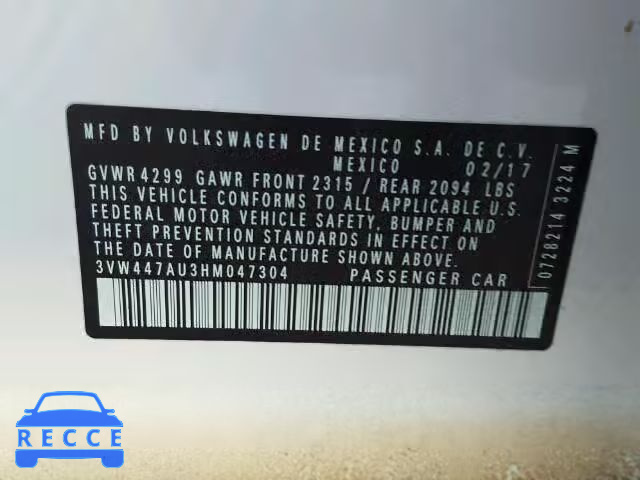 MFD BY VOLKSWAGEN DE MEXICO S.A. DE C.V.
MEXICO 02/17
GVWR 4299 GAWR FRONT 2315 / REAR 2094 LBS
THIS VEHICLE CONFORMS TO ALL APPLICABLE U.S.
FEDERAL MOTOR VEHICLE SAFETY, BUMPER AND
THEFT PREVENTION STANDARDS IN EFFECT ON
THE DATE OF MANUFACTURE SHOWN ABOVE.
3VW447AU3HM047304 PASSENGER CAR
0728214 3224 M
RECCE